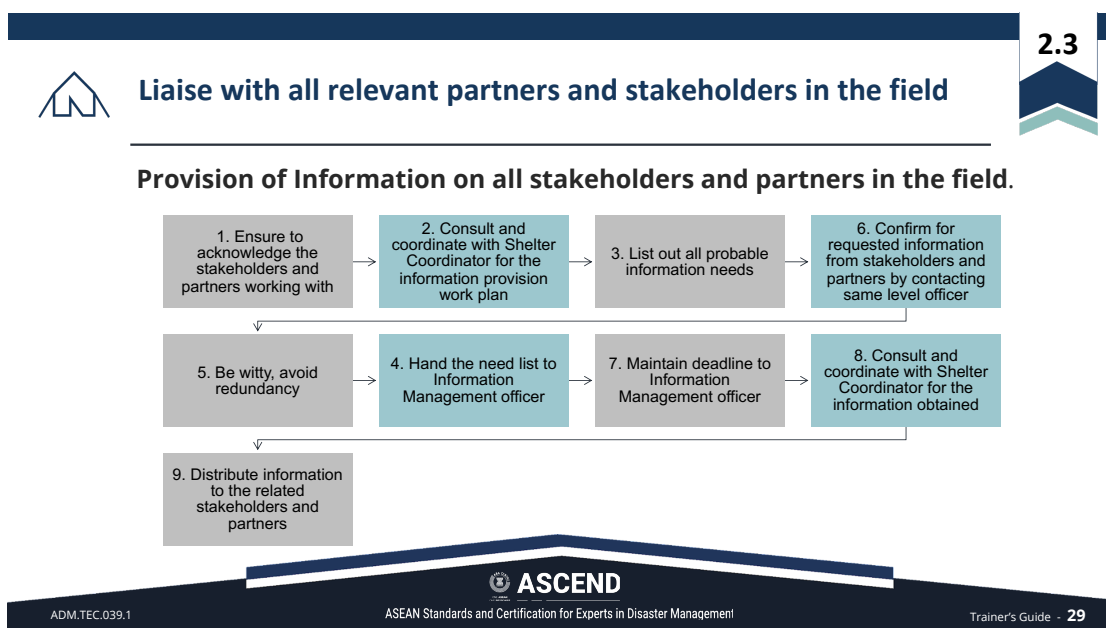 2.3
Liaise with all relevant partners and stakeholders in the field
Provision of Information on all stakeholders and partners in the field.
1. Ensure to
acknowledge the
stakeholders and
partners working with
2. Consult and
coordinate with Shelter
Coordinator for the
information provision
work plan
3. List out all probable
information needs
6. Confirm for
requested information
from stakeholders and
partners by contacting
same level officer
5. Be witty, avoid
redundancy
4. Hand the need list to
Information
Management officer
7. Maintain deadline to
Information
Management officer
8. Consult and
coordinate with Shelter
Coordinator for the
information obtained
9. Distribute information
to the related
stakeholders and
partners
ASCEND
ADM.TEC.039.1
ASEAN Standards and Certification for Experts in Disaster Management
Trainer's Guide - 29